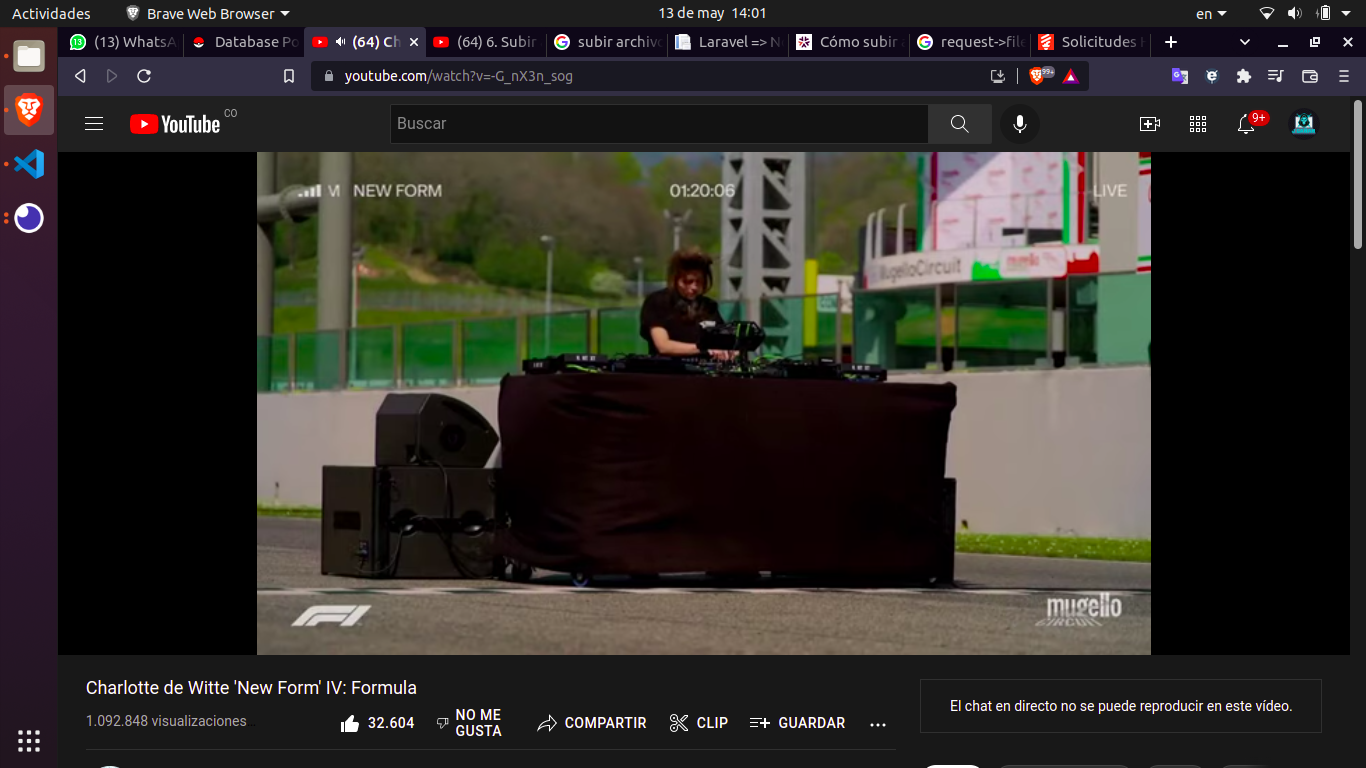 Actividades
Brave Web Browser
13 de may 14:01
en
(13) WhatsA
Database Po
(64) Ch
(64) 6. Subir
subir archivo
Laravel => N
Cómo subir
request->file
Solicitudes
youtube.com/watch?v=-G_nX3n_sog
99+
YouTube CO
Buscar
9+
NEW FORM
01:20:06
LIVE
MugelloCircuit
mugello
F1
mugello
CIRCUIT
Charlotte de Witte 'New Form' IV: Formula
1.092.848 visualizaciones
32.604
NO ME
GUSTA
COMPARTIR
CLIP
GUARDAR
El chat en directo no se puede reproducir en este vídeo.